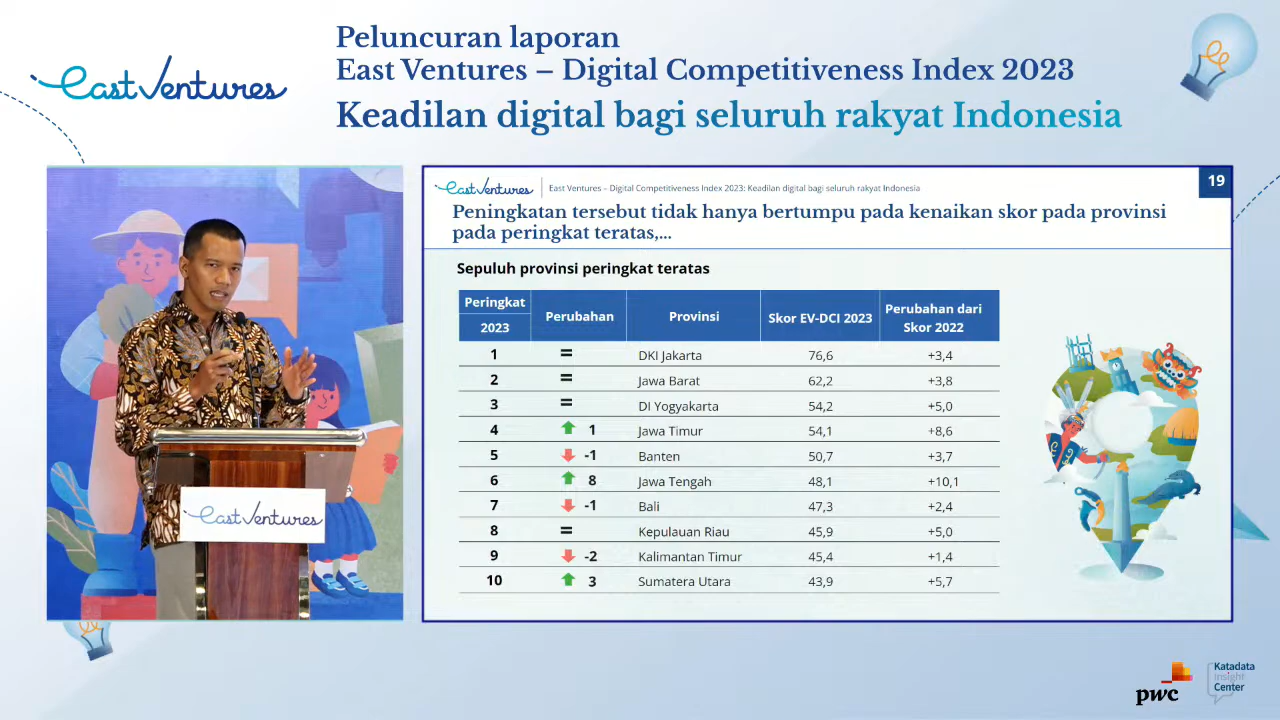 East Ventures
Peluncuran laporan
East Ventures – Digital Competitiveness Index 2023
Keadilan digital bagi seluruh rakyat Indonesia
East Ventures
East Ventures
East Ventures – Digital Competitiveness Index 2023: Keadilan digital bagi seluruh rakyat Indonesia
19
Peningkatan tersebut tidak hanya bertumpu pada kenaikan skor pada provinsi
pada peringkat teratas,...
Sepuluh provinsi peringkat teratas
Peringkat 2023 Perubahan Provinsi Skor EV-DCI 2023 Perubahan dari Skor 2022
1 = DKI Jakarta 76,6 +3,4
2 = Jawa Barat 62,2 +3,8
3 = DI Yogyakarta 54,2 +5,0
4 1 Jawa Timur 54,1 +8,6
5 -1 Banten 50,7 +3,7
6 8 Jawa Tengah 48,1 +10,1
7 -1 Bali 47,3 +2,4
8 = Kepulauan Riau 45,9 +5,0
9 -2 Kalimantan Timur 45,4 +1,4
10 3 Sumatera Utara 43,9 +5,7
pwc
Katadata
Insight
Center